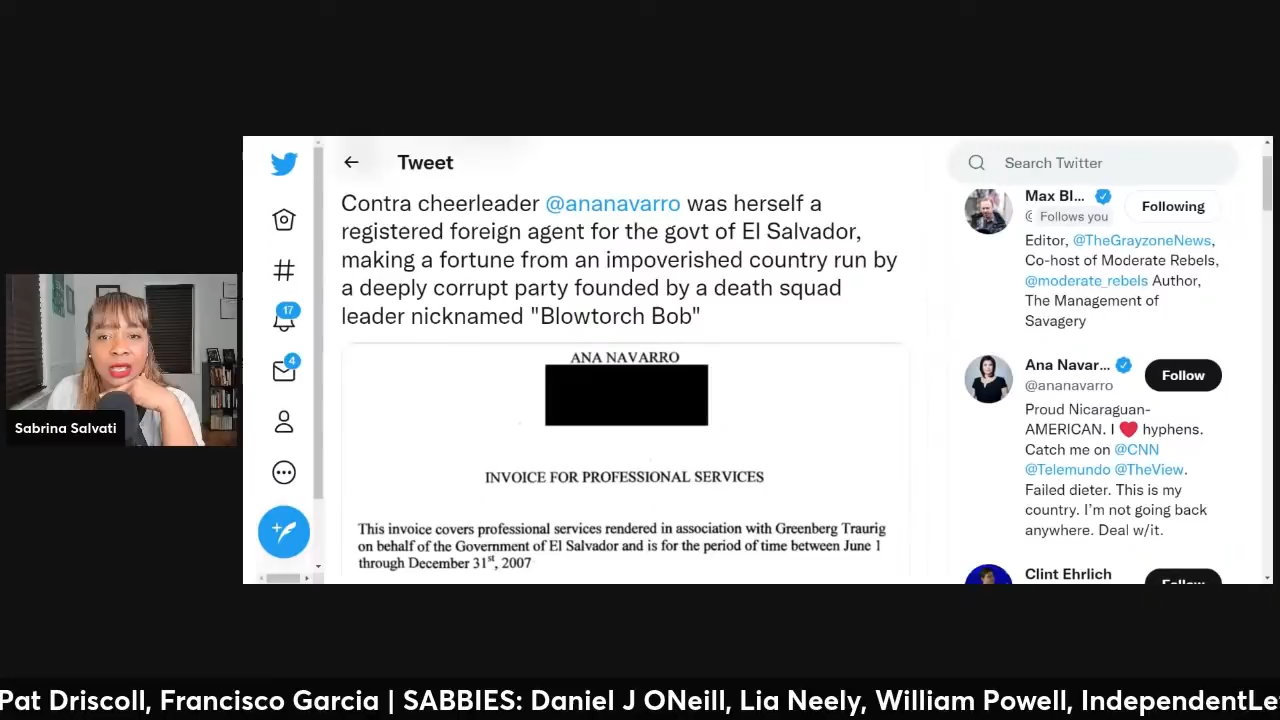 Tweet
Contra cheerleader @ananavarro was herself a
registered foreign agent for the govt of El Salvador,
making a fortune from an impoverished country run by
a deeply corrupt party founded by a death squad
leader nicknamed "Blowtorch Bob"
ANA NAVARRO
INVOICE FOR PROFESSIONAL SERVICES
This invoice covers professional services rendered in association with Greenberg Traurig
on behalf of the Government of El Salvador and is for the period of time between June 1
through December 31st, 2007
17
4
Search Twitter
Max Bl...
Follows you
Following
Editor, @TheGrayzoneNews,
Co-host of Moderate Rebels,
@moderate_rebels Author,
The Management of
Savagery
Ana Navar...
@ananavarro
Follow
Proud Nicaraguan-
AMERICAN. I ❤️ hyphens.
Catch me on @CNN
@Telemundo @TheView.
Failed dieter. This is my
country. I'm not going back
anywhere. Deal w/it.
Clint Ehrlich
Follow
Sabrina Salvati
Pat Driscoll, Francisco Garcia | SABBIES: Daniel J ONeill, Lia Neely, William Powell, IndependentLe